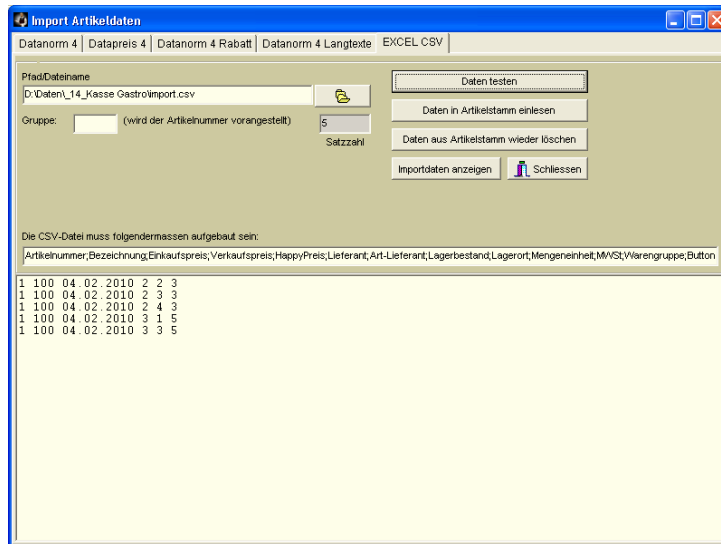 Import Artikeldaten
Datanorm 4 Datapreis 4 Datanorm 4 Rabatt Datanorm 4 Langtexte EXCEL CSV
Pfad/Dateiname
D:\Daten\_14_Kasse Gastro\import.csv
Gruppe: (wird der Artikelnummer vorangestellt) 5
Satzzahl
Daten testen
Daten in Artikelstamm einlesen
Daten aus Artikelstamm wieder löschen
Importdaten anzeigen Schliessen
Die CSV-Datei muss folgendermassen aufgebaut sein:
Artikelnummer;Bezeichnung;Einkaufspreis;Verkaufspreis;HappyPreis;Lieferant;Art-Lieferant;Lagerbestand;Lagerort;Mengeneinheit;MWSt;Warengruppe;Button
1 100 04.02.2010 2 2 3
1 100 04.02.2010 2 3 3
1 100 04.02.2010 2 4 3
1 100 04.02.2010 3 1 5
1 100 04.02.2010 3 3 5